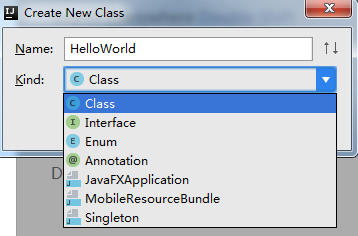 Create New Class
Name: HelloWorld
Kind: C Class
C Class
I Interface
E Enum
@ Annotation
JavaFXApplication
MobileResourceBundle
Singleton
D